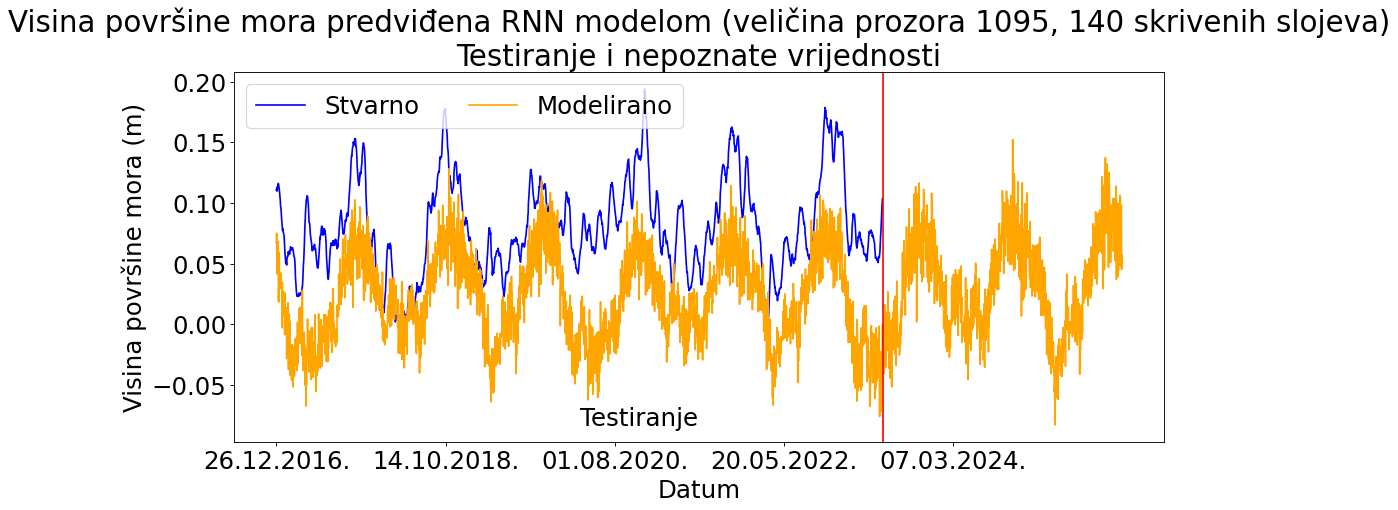 Visina površine mora predviđena RNN modelom (veličina prozora 1095, 140 skrivenih slojeva)
Testiranje i nepoznate vrijednosti
Stvarno Modelirano
Visina površine mora (m)
0.20
0.15
0.10
0.05
0.00
−0.05
Testiranje
26.12.2016. 14.10.2018. 01.08.2020. 20.05.2022. 07.03.2024.
Datum